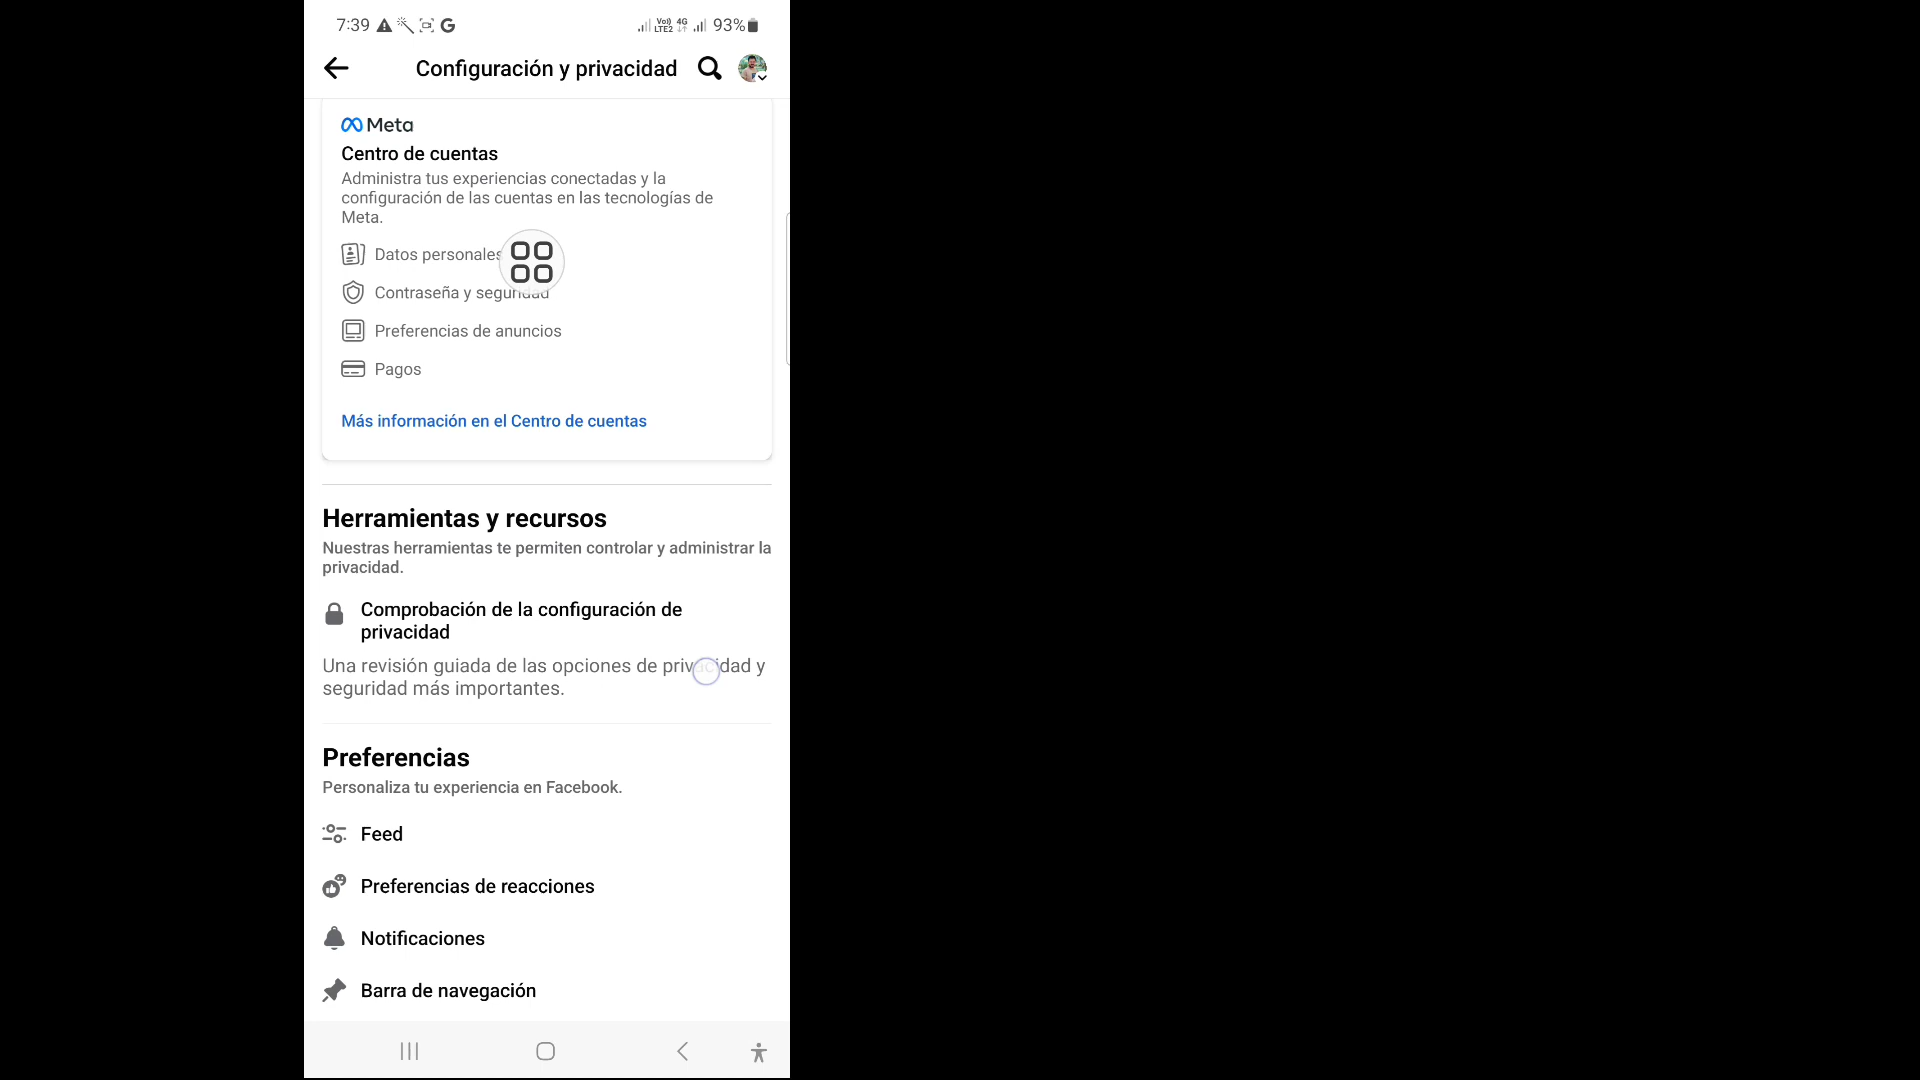 7:39
Vo)) 4G
LTE2
93%
Configuración y privacidad
Meta
Centro de cuentas
Administra tus experiencias conectadas y la
configuración de las cuentas en las tecnologías de
Meta.
Datos personales
Contraseña y seguridad
Preferencias de anuncios
Pagos
Más información en el Centro de cuentas
Herramientas y recursos
Nuestras herramientas te permiten controlar y administrar la
privacidad.
Comprobación de la configuración de
privacidad
Una revisión guiada de las opciones de privacidad y
seguridad más importantes.
Preferencias
Personaliza tu experiencia en Facebook.
Feed
Preferencias de reacciones
Notificaciones
Barra de navegación